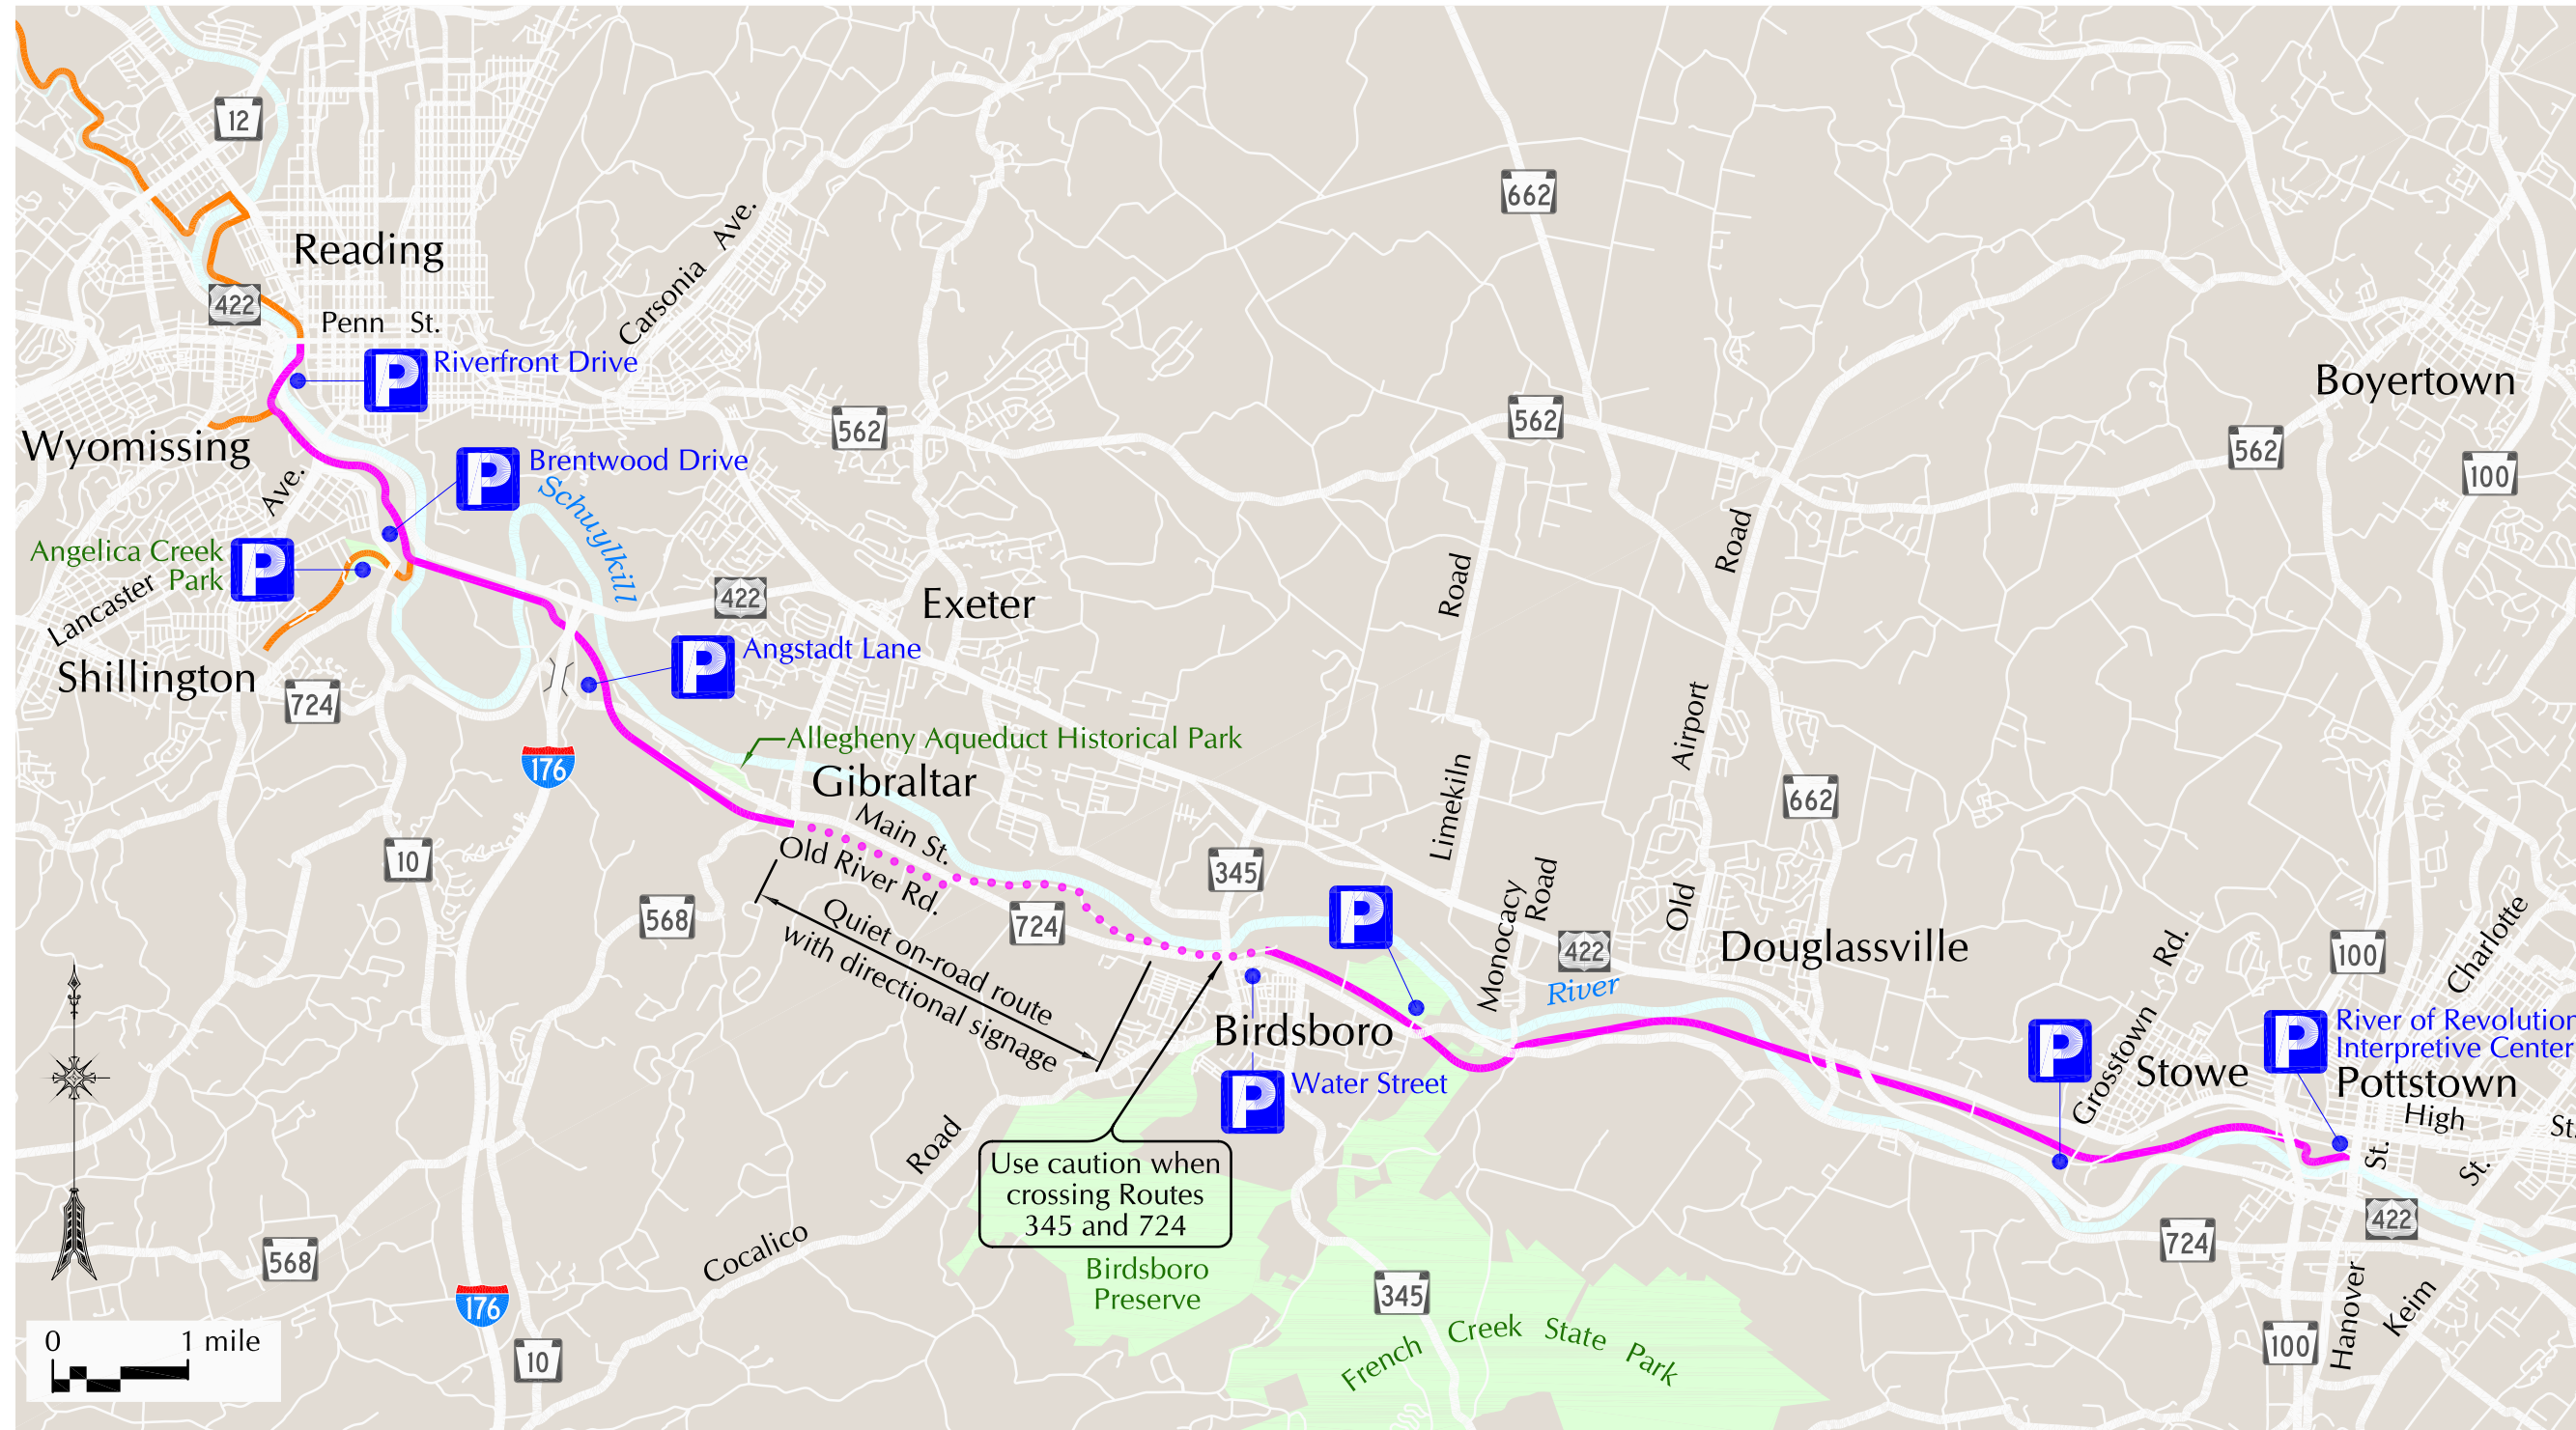 12
662
Reading
Carsonia Ave.
422
Penn St.
P
Riverfront Drive
Boyertown
562
562
562
100
Wyomissing
P
Brentwood Drive
Schuylkill
Lancaster Ave.
Angelica Creek
Park
P
422
Exeter
Shillington
724
P
Angstadt Lane
176
Allegheny Aqueduct Historical Park
Gibraltar
Main St.
Old River Rd.
Limekiln Road
Old Airport Road
662
10
345
568
724
Quiet on-road route
with directional signage
P
Monocacy
Road
422
River
Douglassville
Grosstown Rd.
100
Charlotte St.
Birdsboro
P
Water Street
P
Stowe
P
River of Revolution
Interpretive Center
Pottstown
High St.
Use caution when
crossing Routes
345 and 724
Cocalico Road
Birdsboro
Preserve
568
176
10
345
French Creek State Park
724
422
100
Hanover St.
Keim St.
0 1 mile